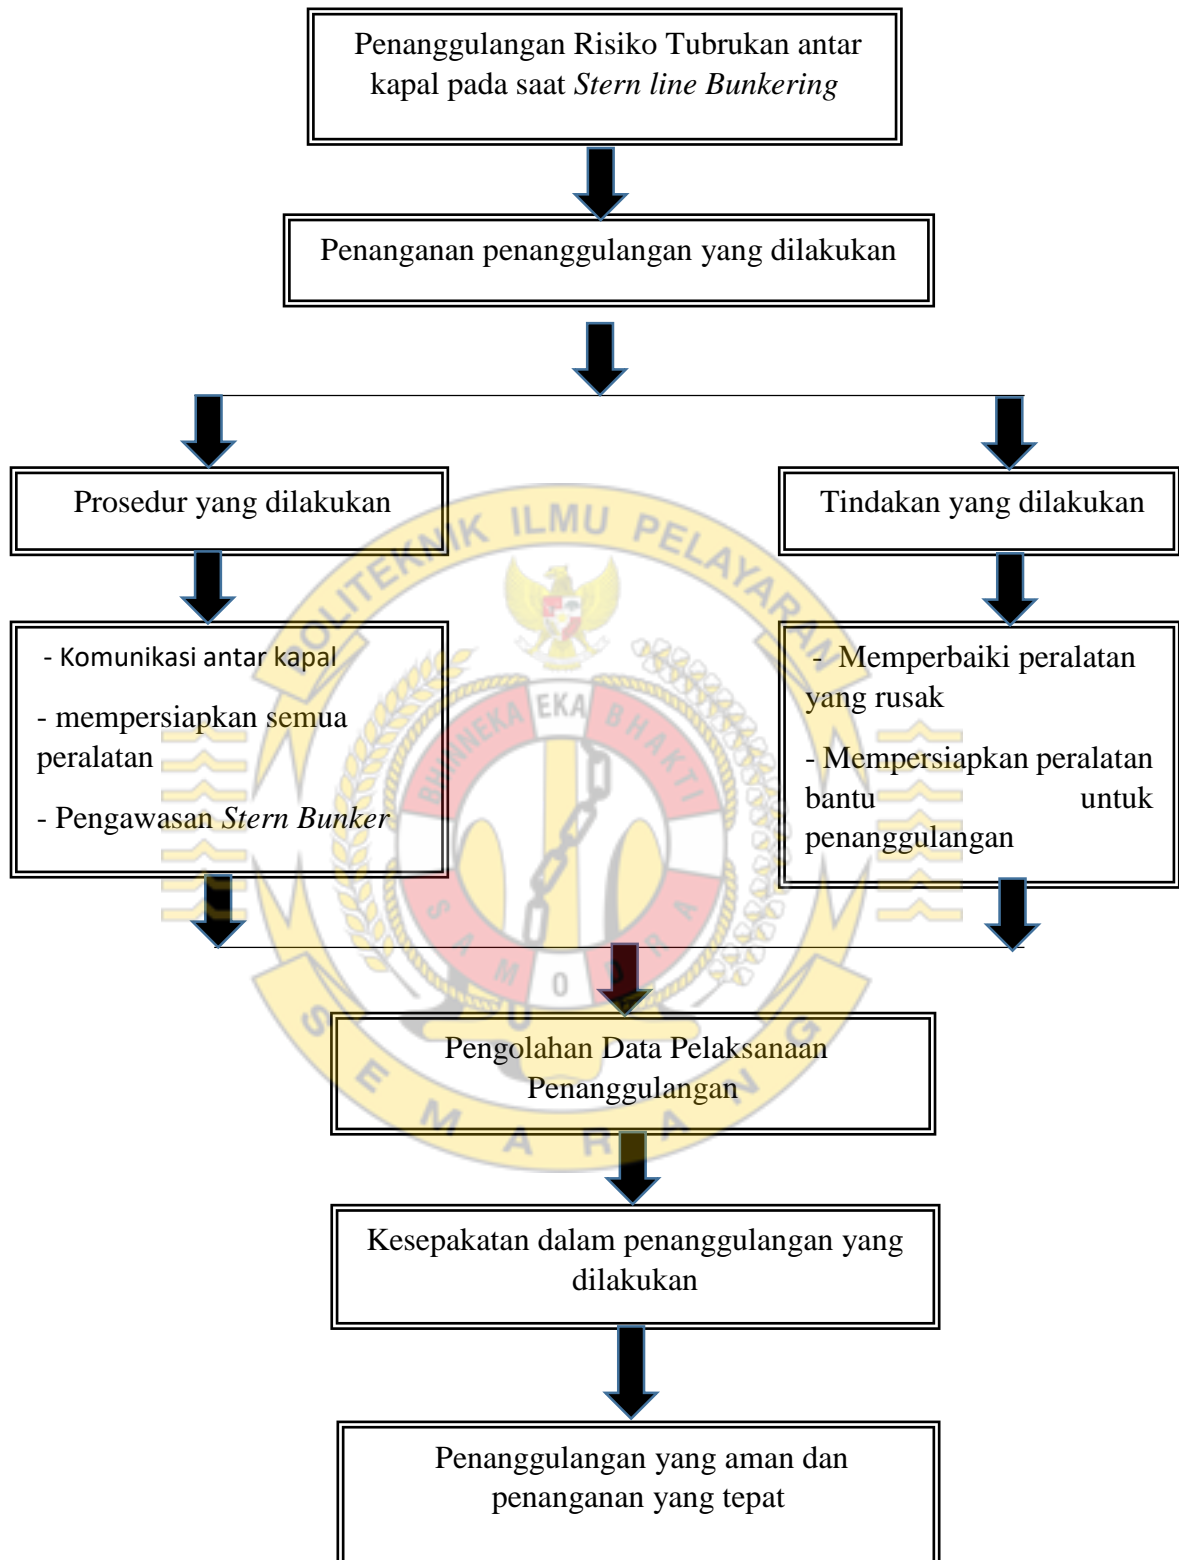 Penanggulangan Risiko Tubrukan antar
kapal pada saat Stern line Bunkering
Penanganan penanggulangan yang dilakukan
Prosedur yang dilakukan
Tindakan yang dilakukan
- Komunikasi antar kapal
- mempersiapkan semua
peralatan
- Pengawasan Stern Bunker
- Memperbaiki peralatan
yang rusak
- Mempersiapkan peralatan
bantu untuk
penanggulangan
POLITEKNIK ILMU PELAYARAN
BHINNEKA EKA BHAKTI
SAMODRA
SEMARANG
Pengolahan Data Pelaksanaan
Penanggulangan
Kesepakatan dalam penanggulangan yang
dilakukan
Penanggulangan yang aman dan
penanganan yang tepat